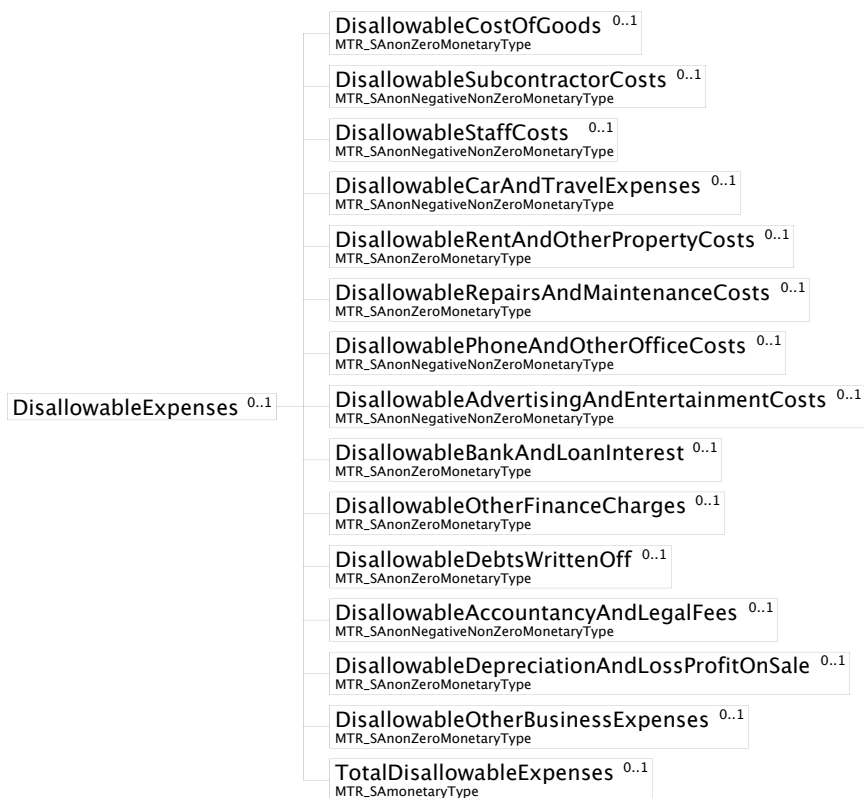 DisallowableCostOfGoods 0..1
MTR_SAnonZeroMonetaryType
DisallowableSubcontractorCosts 0..1
MTR_SAnonNegativeNonZeroMonetaryType
DisallowableStaffCosts 0..1
MTR_SAnonNegativeNonZeroMonetaryType
DisallowableCarAndTravelExpenses 0..1
MTR_SAnonNegativeNonZeroMonetaryType
DisallowableRentAndOtherPropertyCosts 0..1
MTR_SAnonZeroMonetaryType
DisallowableRepairsAndMaintenanceCosts 0..1
MTR_SAnonZeroMonetaryType
DisallowablePhoneAndOtherOfficeCosts 0..1
MTR_SAnonNegativeNonZeroMonetaryType
DisallowableExpenses 0..1
DisallowableAdvertisingAndEntertainmentCosts 0..1
MTR_SAnonNegativeNonZeroMonetaryType
DisallowableBankAndLoanInterest 0..1
MTR_SAnonZeroMonetaryType
DisallowableOtherFinanceCharges 0..1
MTR_SAnonZeroMonetaryType
DisallowableDebtsWrittenOff 0..1
MTR_SAnonZeroMonetaryType
DisallowableAccountancyAndLegalFees 0..1
MTR_SAnonNegativeNonZeroMonetaryType
DisallowableDepreciationAndLossProfitOnSale 0..1
MTR_SAnonZeroMonetaryType
DisallowableOtherBusinessExpenses 0..1
MTR_SAnonZeroMonetaryType
TotalDisallowableExpenses 0..1
MTR_SAmonetaryType